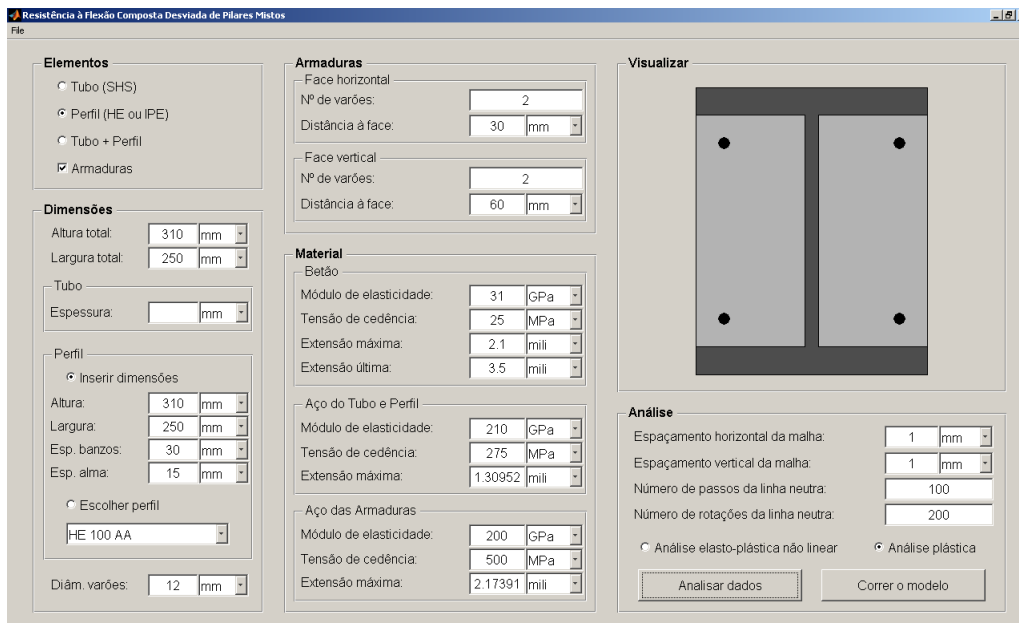 Resistência à Flexão Composta Desviada de Pilares Mistos
File
Elementos
Tubo (SHS)
Perfil (HE ou IPE)
Tubo + Perfil
Armaduras
Dimensões
Altura total: 310 mm
Largura total: 250 mm
Tubo
Espessura: mm
Perfil
Inserir dimensões
Altura: 310 mm
Largura: 250 mm
Esp. banzos: 30 mm
Esp. alma: 15 mm
Escolher perfil
HE 100 AA
Diâm. varões: 12 mm
Armaduras
Face horizontal
Nº de varões: 2
Distância à face: 30 mm
Face vertical
Nº de varões: 2
Distância à face: 60 mm
Material
Betão
Módulo de elasticidade: 31 GPa
Tensão de cedência: 25 MPa
Extensão máxima: 2.1 mili
Extensão última: 3.5 mili
Aço do Tubo e Perfil
Módulo de elasticidade: 210 GPa
Tensão de cedência: 275 MPa
Extensão máxima: 1.30952 mili
Aço das Armaduras
Módulo de elasticidade: 200 GPa
Tensão de cedência: 500 MPa
Extensão máxima: 2.17391 mili
Visualizar
Análise
Espaçamento horizontal da malha: 1 mm
Espaçamento vertical da malha: 1 mm
Número de passos da linha neutra: 100
Número de rotações da linha neutra: 200
Análise elasto-plástica não linear Análise plástica
Analisar dados Correr o modelo